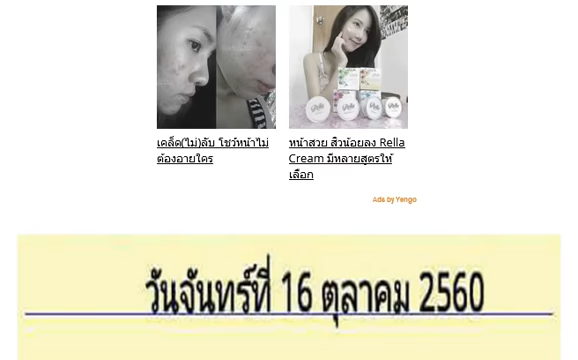 เคล็ด(ไม่)ลับ โชว์หน้าไม่
ต้องอายใคร
หน้าสวย สิวน้อยลง Rella
Cream มีหลายสูตรให้
เลือก
Ads by Yengo
วันจันทร์ที่ 16 ตุลาคม 2560